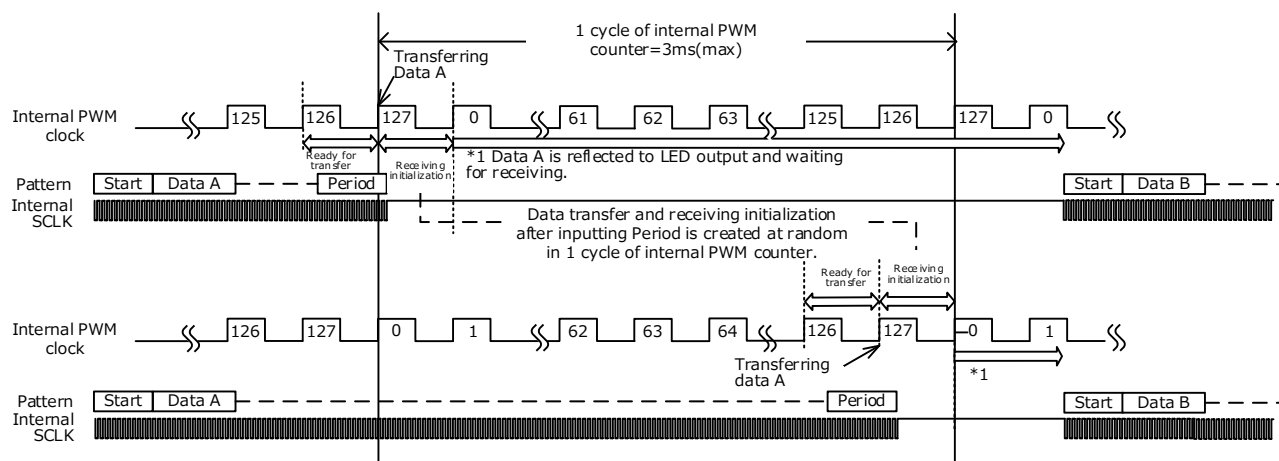 1 cycle of internal PWM
counter=3ms(max)
Transferring
Data A
Internal PWM
clock
125 126 127 0 61 62 63 125 126 127 0
Ready for
transfer
Receiving
initialization
*1 Data A is reflected to LED output and waiting
for receiving.
Pattern Start Data A Period Start Data B
Internal
SCLK
Data transfer and receiving initialization
after inputting Period is created at random
in 1 cycle of internal PWM counter.
Ready for
transfer
Receiving
initialization
Internal PWM
clock
126 127 0 1 62 63 64 126 127 0 1
Transferring
data A
*1
Pattern Start Data A Period Start Data B
Internal
SCLK